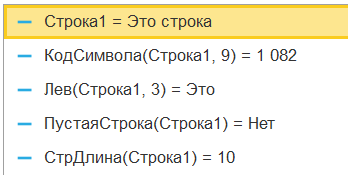 Строка1 = Это строка
КодСимвола(Строка1, 9) = 1 082
Лев(Строка1, 3) = Это
ПустаяСтрока(Строка1) = Нет
СтрДлина(Строка1) = 10